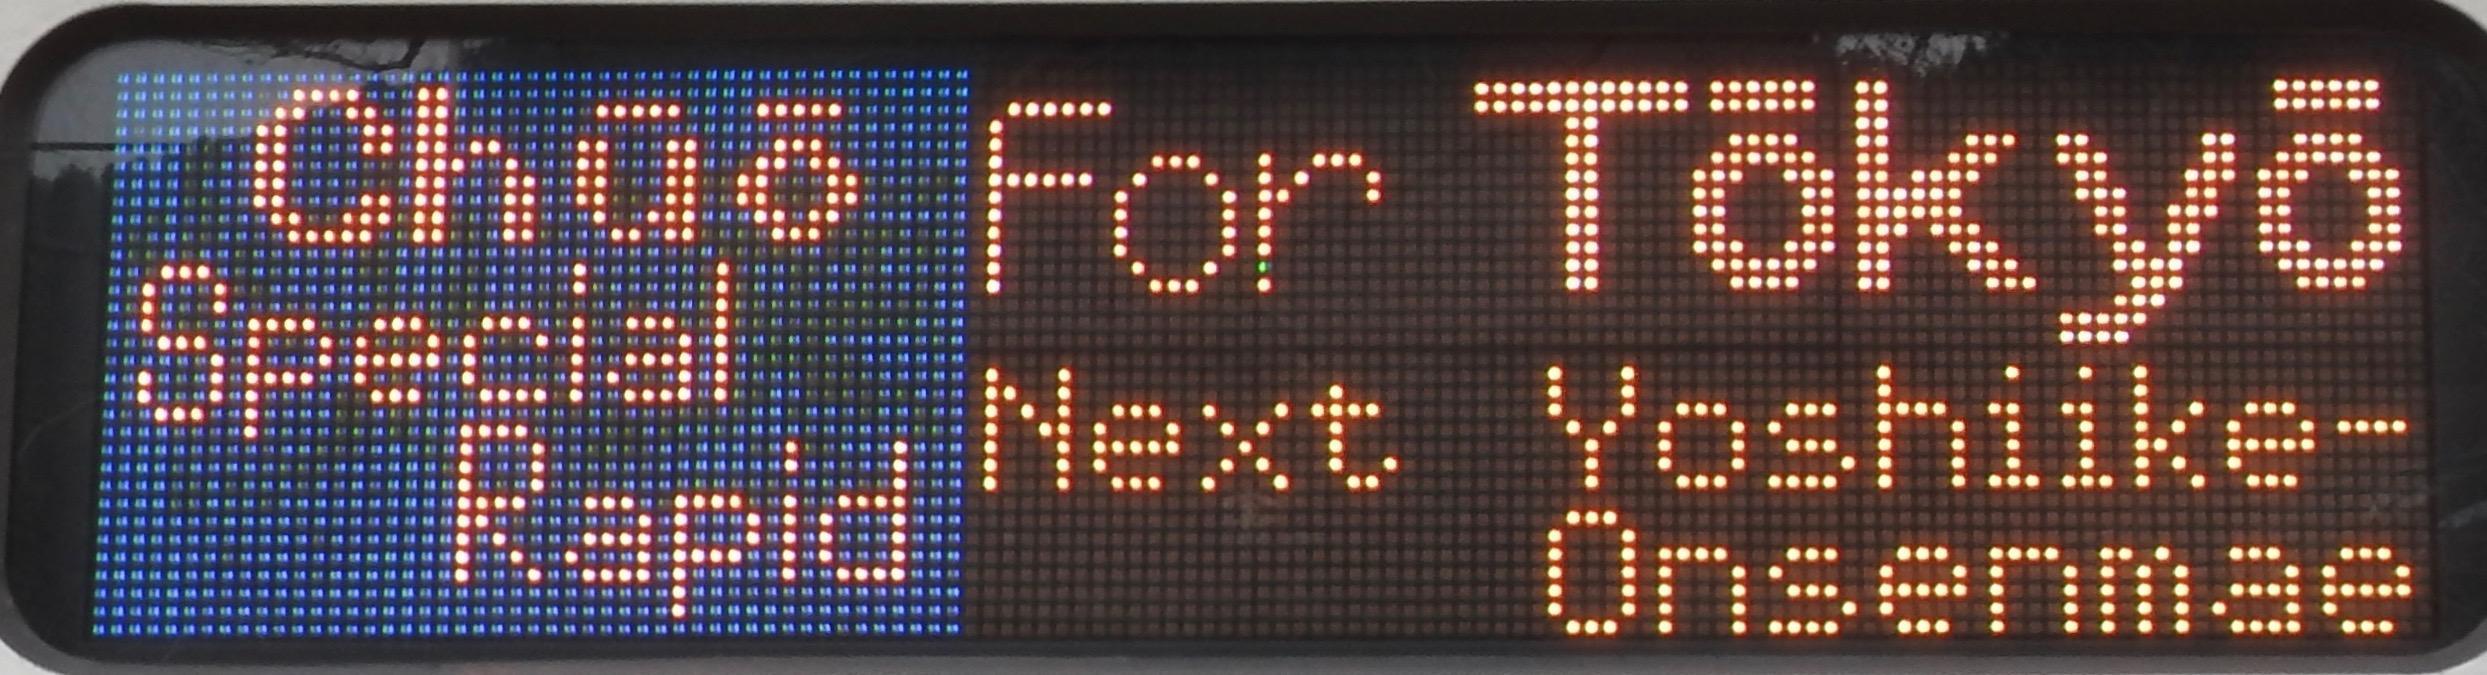 Chūō
Special
Rapid
For Tōkyō
Next Yoshiike-
Onsenmae